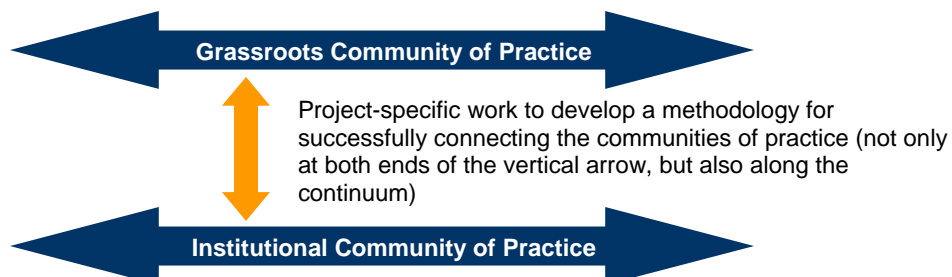 Grassroots Community of Practice
Project-specific work to develop a methodology for
successfully connecting the communities of practice (not only
at both ends of the vertical arrow, but also along the
continuum)
Institutional Community of Practice